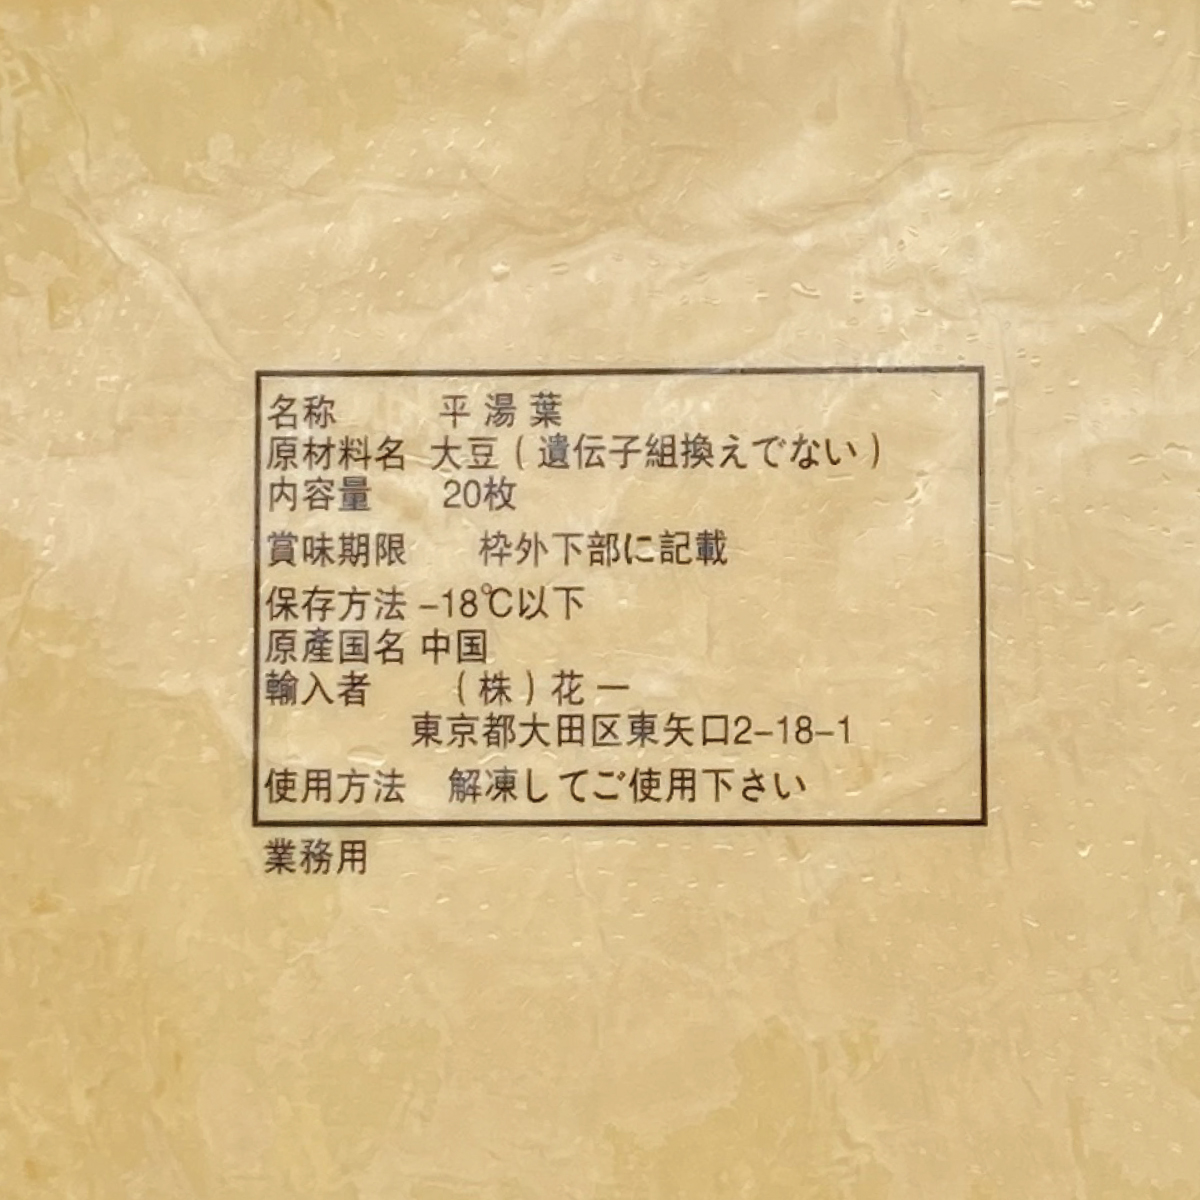 名称 平湯葉
原材料名 大豆(遺伝子組換えでない)
内容量 20枚
賞味期限 枠外下部に記載
保存方法 -18℃以下
原產国名 中国
輸入者 (株)花一
東京都大田区東矢口2-18-1
使用方法 解凍してご使用下さい
業務用